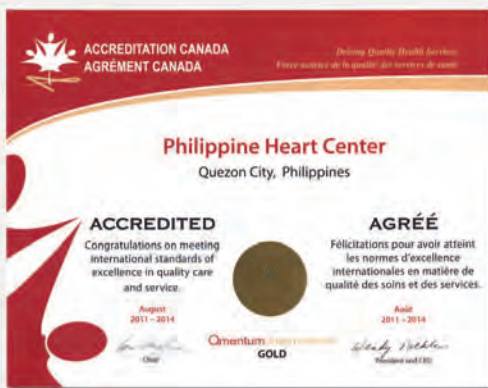 ACCREDITATION CANADA
AGRÉMENT CANADA
Driving Quality Health Services
Force motrice de la qualité des services de santé
Philippine Heart Center
Quezon City, Philippines
ACCREDITED
Congratulations on meeting
international standards of
excellence in quality care
and service.
August
2011 – 2014
Chair
AGRÉÉ
Félicitations pour avoir atteint
les normes d'excellence
internationales en matière de
qualité des soins et des services.
Août
2011 – 2014
President and CEO
Qmentum International
GOLD